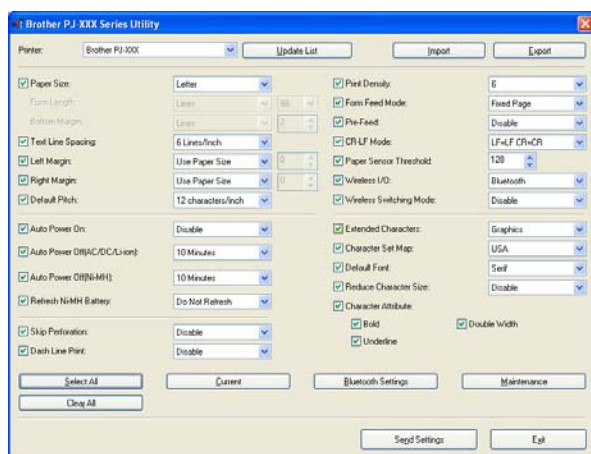 Brother PJ-XXX Series Utility
Printer: Brother PJ-XXX Update List Import Export
Paper Size: Letter
Form Length: Lines 66
Bottom Margin: Lines 2
Text Line Spacing: 6 Lines/Inch
Left Margin: Use Paper Size 0
Right Margin: Use Paper Size 0
Default Pitch: 12 characters/inch
Auto Power On: Disable
Auto Power Off(AC/DC/Li-ion): 10 Minutes
Auto Power Off(Ni-MH): 10 Minutes
Refresh Ni-MH Battery: Do Not Refresh
Skip Perforation: Disable
Dash Line Print: Disable
Print Density: 6
Form Feed Mode: Fixed Page
Pre-Feed: Disable
CR-LF Mode: LF=LF CR=CR
Paper Sensor Threshold: 128
Wireless I/O: Bluetooth
Wireless Switching Mode: Disable
Extended Characters: Graphics
Character Set Map: USA
Default Font: Serif
Reduce Character Size: Disable
Character Attribute:
Bold Double Width
Underline
Select All Current Bluetooth Settings Maintenance
Clear All
Send Settings Exit